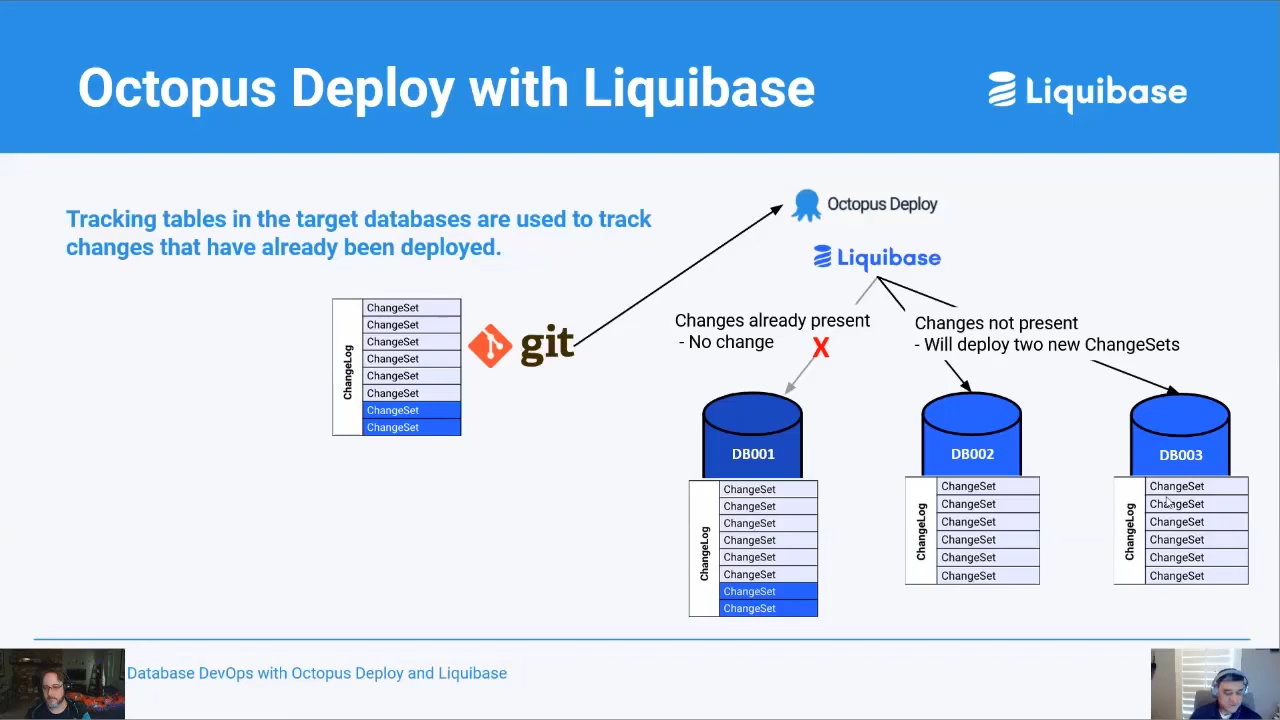 Octopus Deploy with Liquibase
Liquibase
Tracking tables in the target databases are used to track
changes that have already been deployed.
Octopus Deploy
Liquibase
ChangeLog
ChangeSet
ChangeSet
ChangeSet
ChangeSet
ChangeSet
ChangeSet
ChangeSet
ChangeSet
git
Changes already present
- No change
X
Changes not present
- Will deploy two new ChangeSets
DB001
ChangeLog
ChangeSet
ChangeSet
ChangeSet
ChangeSet
ChangeSet
ChangeSet
ChangeSet
ChangeSet
DB002
ChangeLog
ChangeSet
ChangeSet
ChangeSet
ChangeSet
ChangeSet
ChangeSet
DB003
ChangeLog
ChangeSet
ChangeSet
ChangeSet
ChangeSet
ChangeSet
ChangeSet
Database DevOps with Octopus Deploy and Liquibase